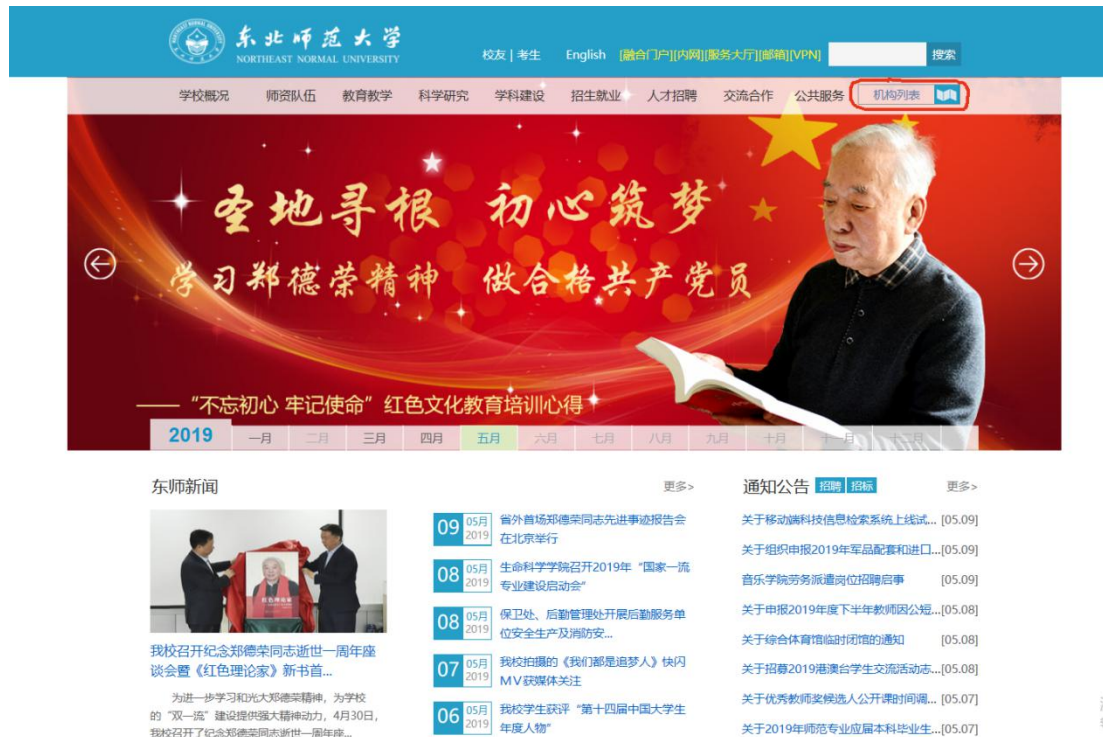 东北师范大学
NORTHEAST NORMAL UNIVERSITY
校友 | 考生 English [融合门户][内网][服务大厅][邮箱][VPN] 搜索
学校概况 师资队伍 教育教学 科学研究 学科建设 招生就业 人才招聘 交流合作 公共服务 机构列表
圣地寻根 初心筑梦
学习郑德荣精神 做合格共产党员
—— “不忘初心 牢记使命” 红色文化教育培训心得
2019 一月 二月 三月 四月 五月 六月 七月 八月 九月 十月 十一月 十二月
东师新闻 更多>
红色理论家
我校召开纪念郑德荣同志逝世一周年座
谈会暨《红色理论家》新书首...
为进一步学习和光大郑德荣精神，为学校
的“双一流”建设提供强大精神动力，4月30日，
我校召开了纪念郑德荣同志逝世一周年座...
09 05月 2019 省外首场郑德荣同志先进事迹报告会
在北京举行
08 05月 2019 生命科学学院召开2019年“国家一流
专业建设启动会”
08 05月 2019 保卫处、后勤管理处开展后勤服务单
位安全生产及消防安...
07 05月 2019 我校拍摄的《我们都是追梦人》快闪
MV获媒体关注
06 05月 2019 我校学生获评“第十四届中国大学生
年度人物”
通知公告 招聘 招标 更多>
关于移动端科技信息检索系统上线试... [05.09]
关于组织申报2019年军品配套和进口...[05.09]
音乐学院劳务派遣岗位招聘启事 [05.09]
关于申报2019年度下半年教师因公短...[05.08]
关于综合体育馆临时闭馆的通知 [05.08]
关于招募2019港澳台学生交流活动志...[05.08]
关于优秀教师奖候选人公开课时间调... [05.07]
关于2019年师范专业应届本科毕业生...[05.07]